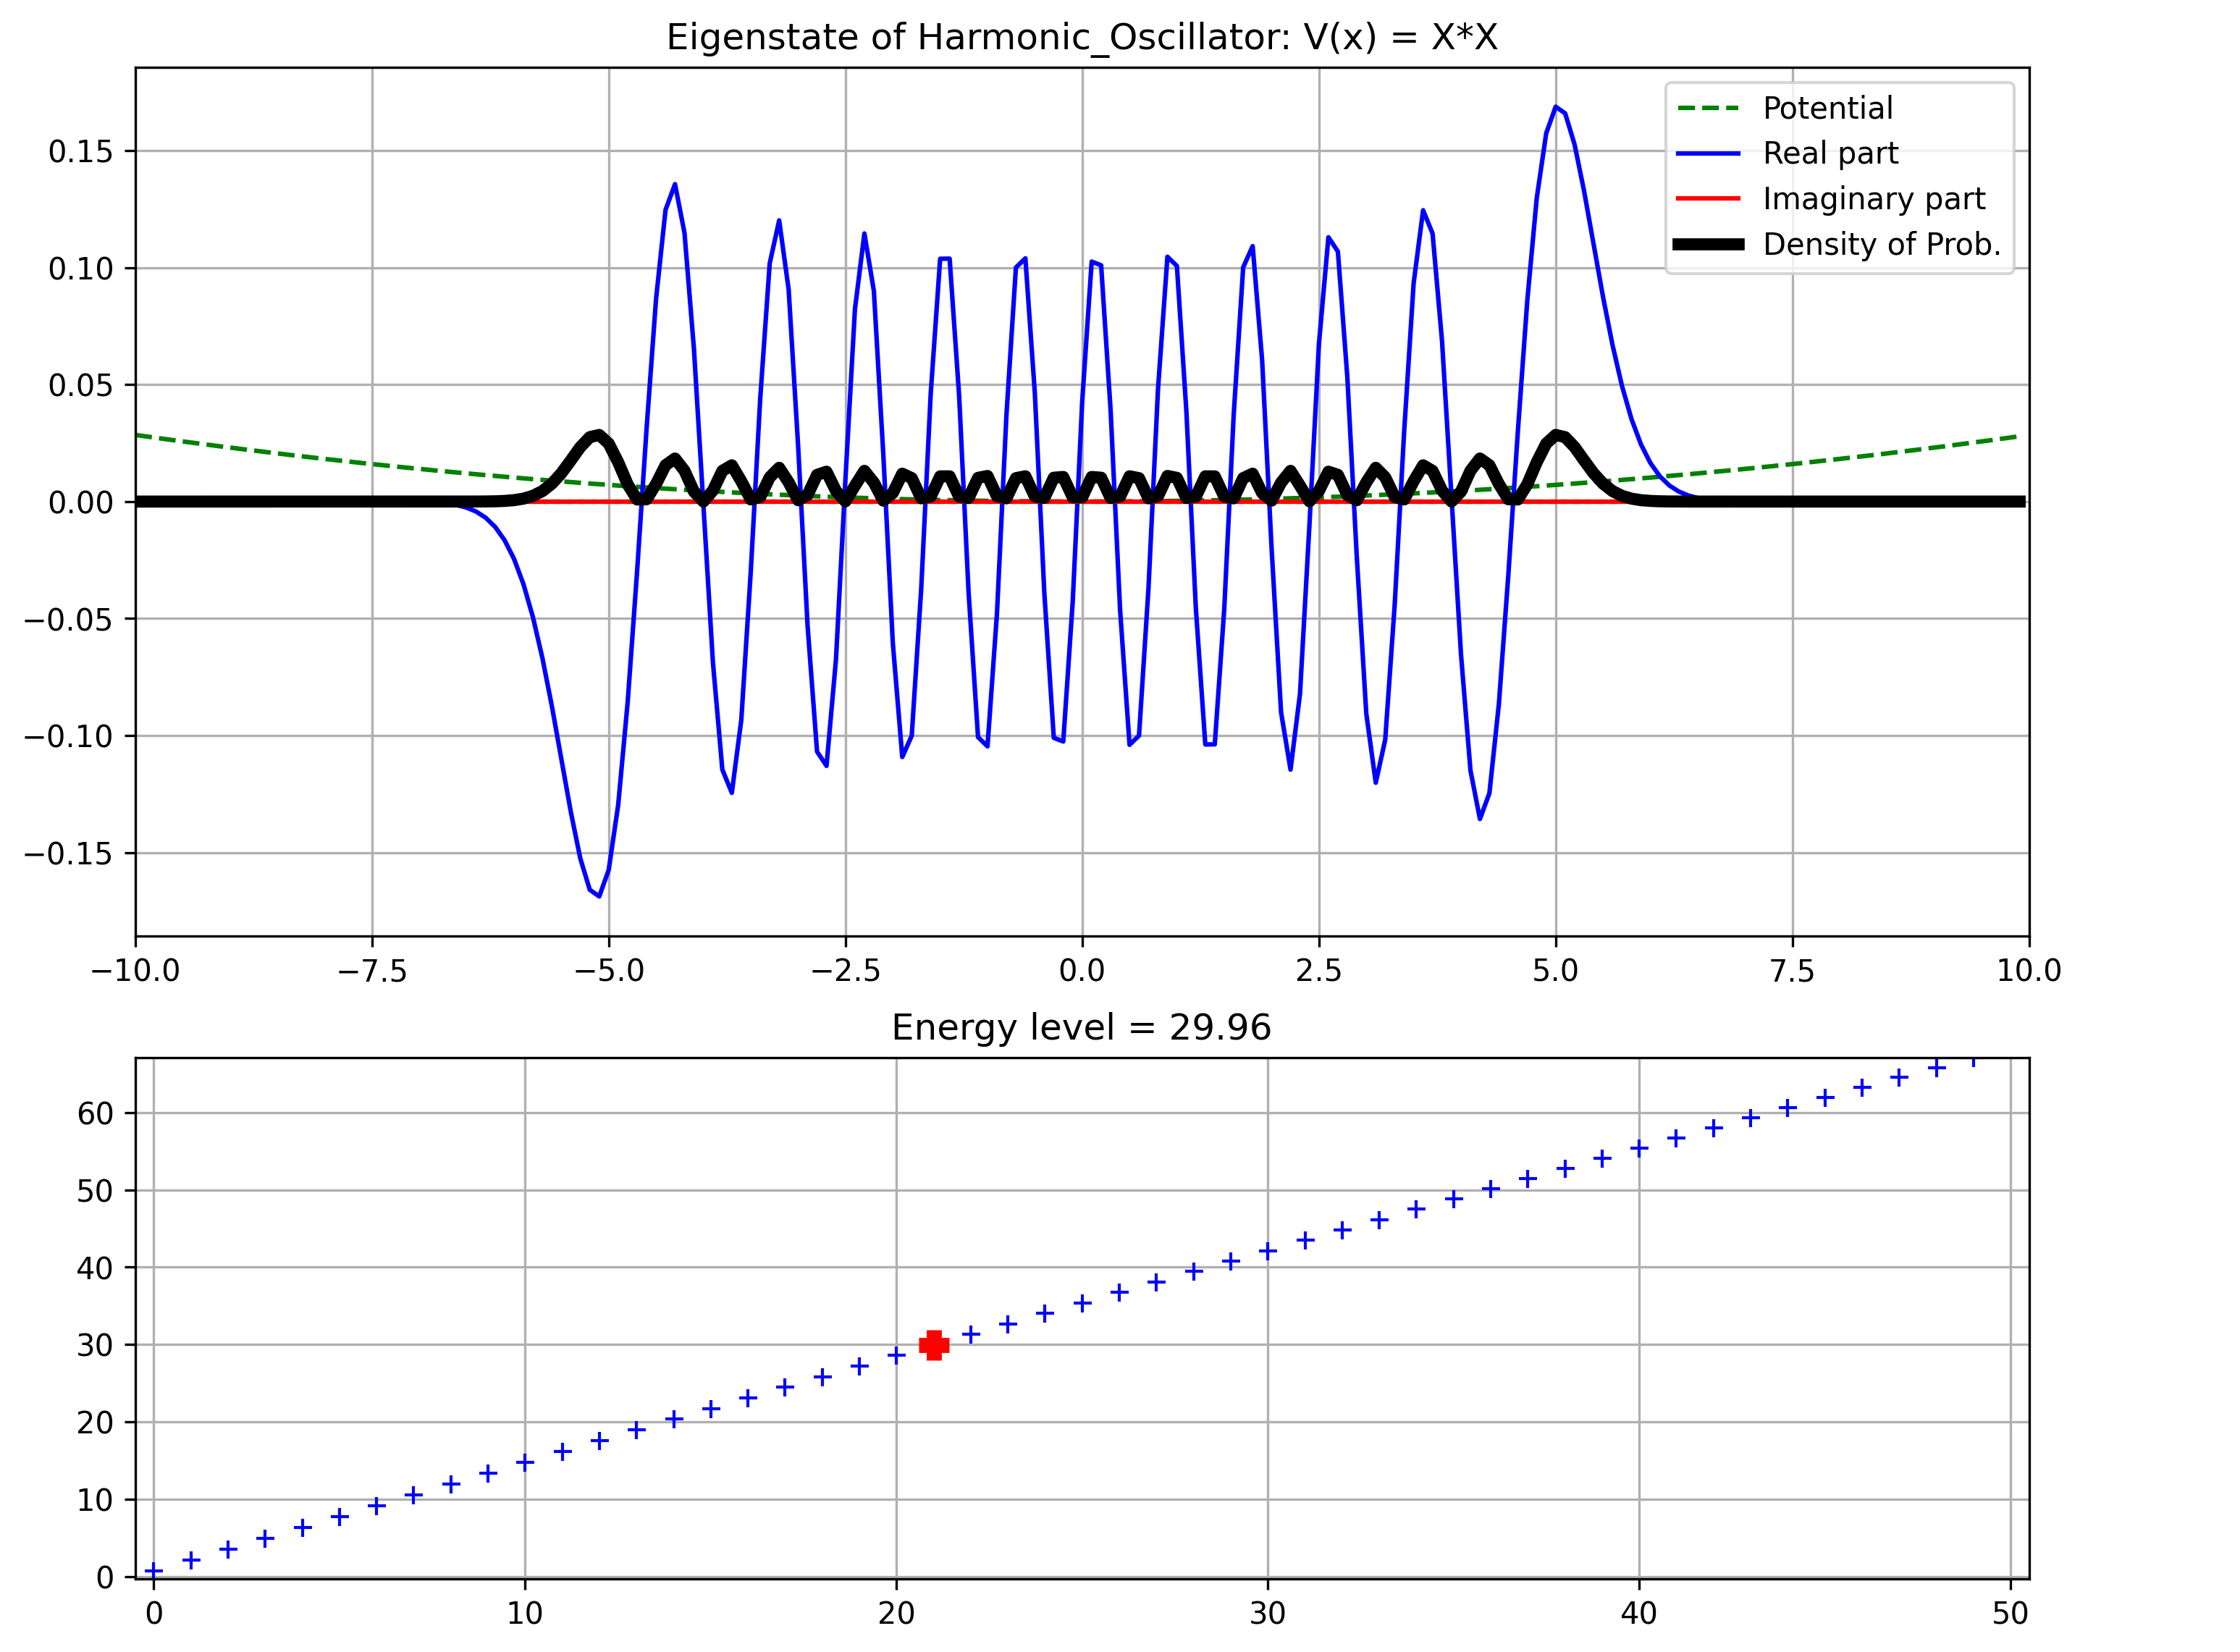 Eigenstate of Harmonic_Oscillator: V(x) = X*X
Potential
Real part
Imaginary part
Density of Prob.
0.15
0.10
0.05
0.00
−0.05
−0.10
−0.15
−10.0 −7.5 −5.0 −2.5 0.0 2.5 5.0 7.5 10.0
Energy level = 29.96
60
50
40
30
20
10
0
0 10 20 30 40 50